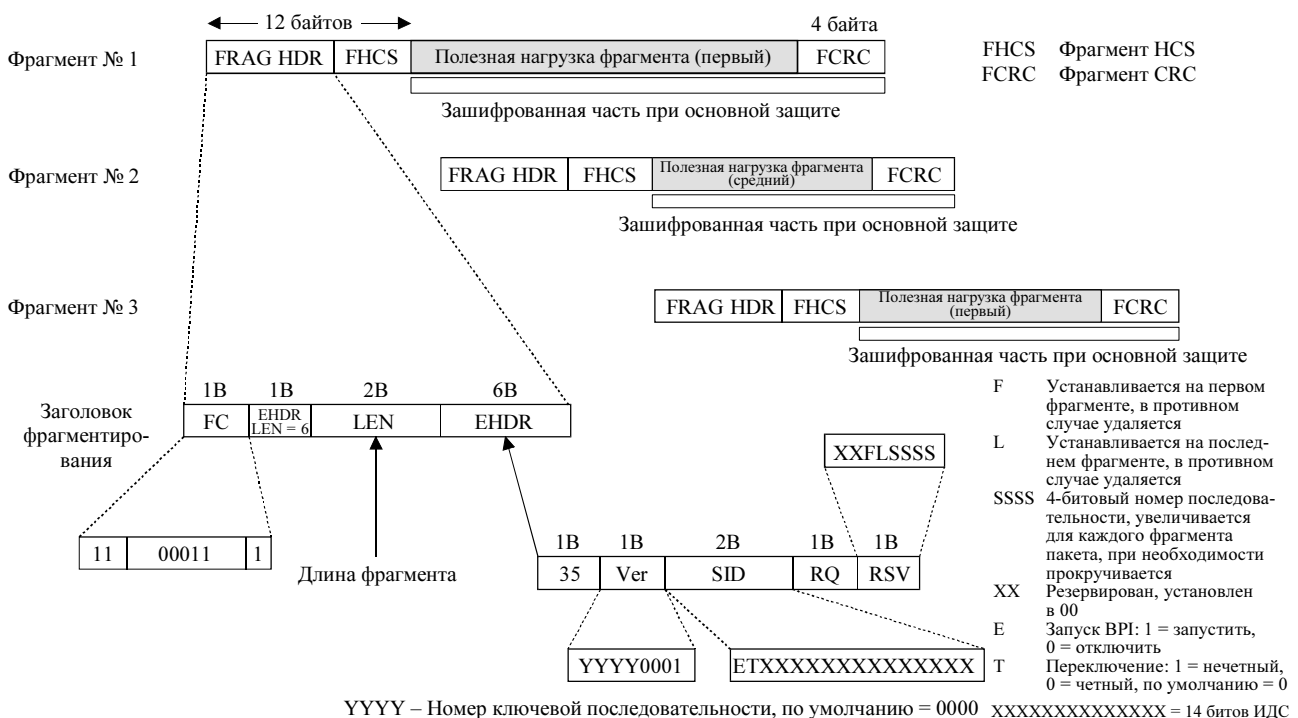 12 байтов
4 байта
Фрагмент № 1
FRAG HDR
FHCS
Полезная нагрузка фрагмента (первый)
FCRC
FHCS Фрагмент HCS
FCRC Фрагмент CRC
Зашифрованная часть при основной защите
Фрагмент № 2
FRAG HDR
FHCS
Полезная нагрузка фрагмента
(средний)
FCRC
Зашифрованная часть при основной защите
Фрагмент № 3
FRAG HDR
FHCS
Полезная нагрузка фрагмента
(первый)
FCRC
Зашифрованная часть при основной защите
1B
1B
2B
6B
Заголовок
фрагментиро-
вания
FC
EHDR
LEN = 6
LEN
EHDR
11
00011
1
Длина фрагмента
XXFLSSSS
1B
1B
2B
1B
1B
35
Ver
SID
RQ
RSV
YYYY0001
ETXXXXXXXXXXXXXX
F Устанавливается на первом
фрагменте, в противном
случае удаляется
L Устанавливается на послед-
нем фрагменте, в противном
случае удаляется
SSSS 4-битовый номер последова-
тельности, увеличивается
для каждого фрагмента
пакета, при необходимости
прокручивается
XX Резервирован, установлен
в 00
E Запуск BPI: 1 = запустить,
0 = отключить
T Переключение: 1 = нечетный,
0 = четный, по умолчанию = 0
YYYY – Номер ключевой последовательности, по умолчанию = 0000
XXXXXXXXXXXXXX = 14 битов ИДС